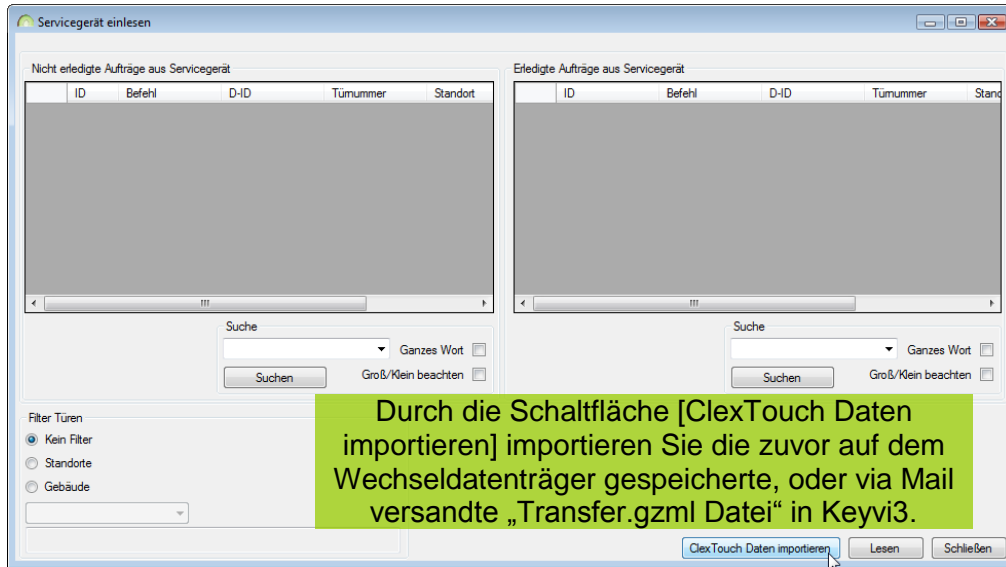 Servicegerät einlesen
Nicht erledigte Aufträge aus Servicegerät
ID Befehl D-ID Türnummer Standort
Suche
Ganzes Wort
Suchen Groß/Klein beachten
Erledigte Aufträge aus Servicegerät
ID Befehl D-ID Türnummer Stand
Suche
Ganzes Wort
Suchen Groß/Klein beachten
Filter Türen
Kein Filter
Standorte
Gebäude
Durch die Schaltfläche [ClexTouch Daten
importieren] importieren Sie die zuvor auf dem
Wechseldatenträger gespeicherte, oder via Mail
versandte „Transfer.gzml Datei“ in Keyvi3.
ClexTouch Daten importieren Lesen Schließen